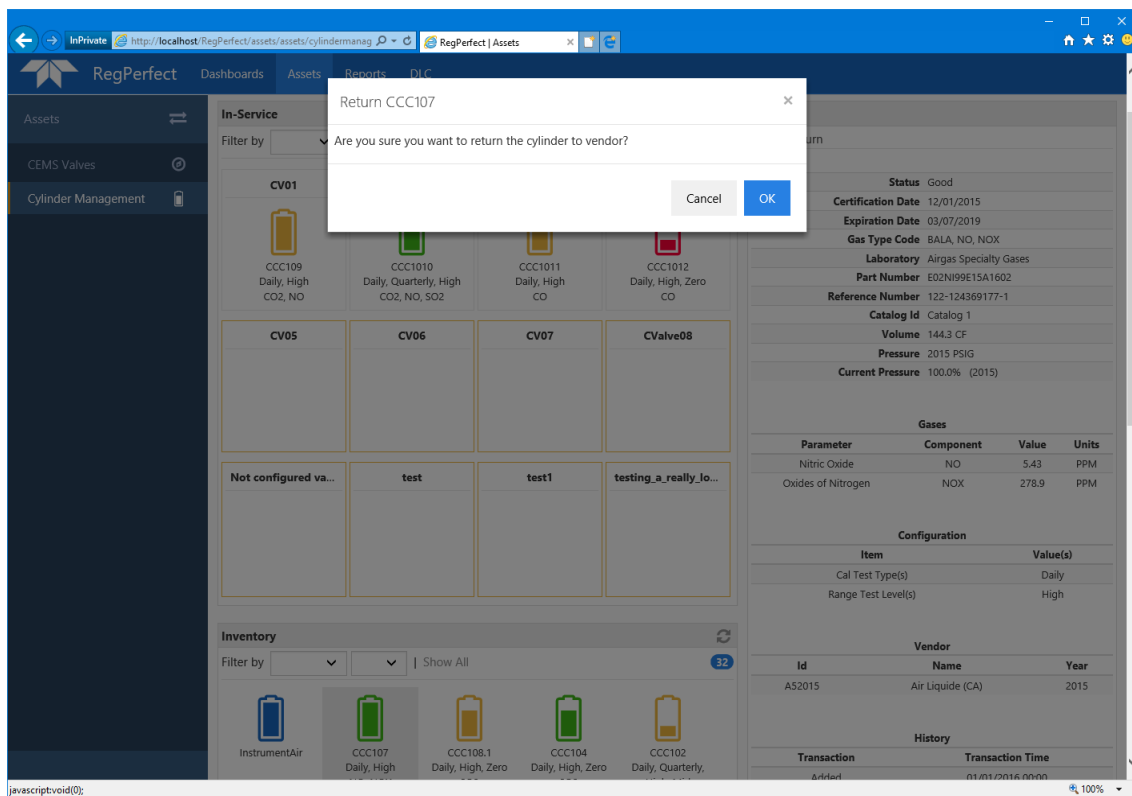 InPrivate http://localhost/RegPerfect/assets/assets/cylindermanag RegPerfect | Assets
RegPerfect Dashboards Assets Reports DLC
Assets
CEMS Valves
Cylinder Management
In-Service
Filter by
Return CCC107
Are you sure you want to return the cylinder to vendor?
Cancel OK
CV01
CCC109 CCC1010 CCC1011 CCC1012
Daily, High Daily, Quarterly, High Daily, High Daily, High, Zero
CO2, NO CO2, NO, SO2 CO CO
CV05 CV06 CV07 CValve08
Not configured va... test test1 testing_a_really_lo...
Inventory
Filter by | Show All 32
InstrumentAir CCC107 CCC108.1 CCC104 CCC102
Daily, High Daily, High, Zero Daily, High, Zero Daily, Quarterly,
urn
Status Good
Certification Date 12/01/2015
Expiration Date 03/07/2019
Gas Type Code BALA, NO, NOX
Laboratory Airgas Specialty Gases
Part Number E02NI99E15A1602
Reference Number 122-124369177-1
Catalog Id Catalog 1
Volume 144.3 CF
Pressure 2015 PSIG
Current Pressure 100.0% (2015)
Gases
Parameter Component Value Units
Nitric Oxide NO 5.43 PPM
Oxides of Nitrogen NOX 278.9 PPM
Configuration
Item Value(s)
Cal Test Type(s) Daily
Range Test Level(s) High
Vendor
Id Name Year
A52015 Air Liquide (CA) 2015
History
Transaction Transaction Time
Added 01/01/2016 00:00
javascript:void(0); 100%